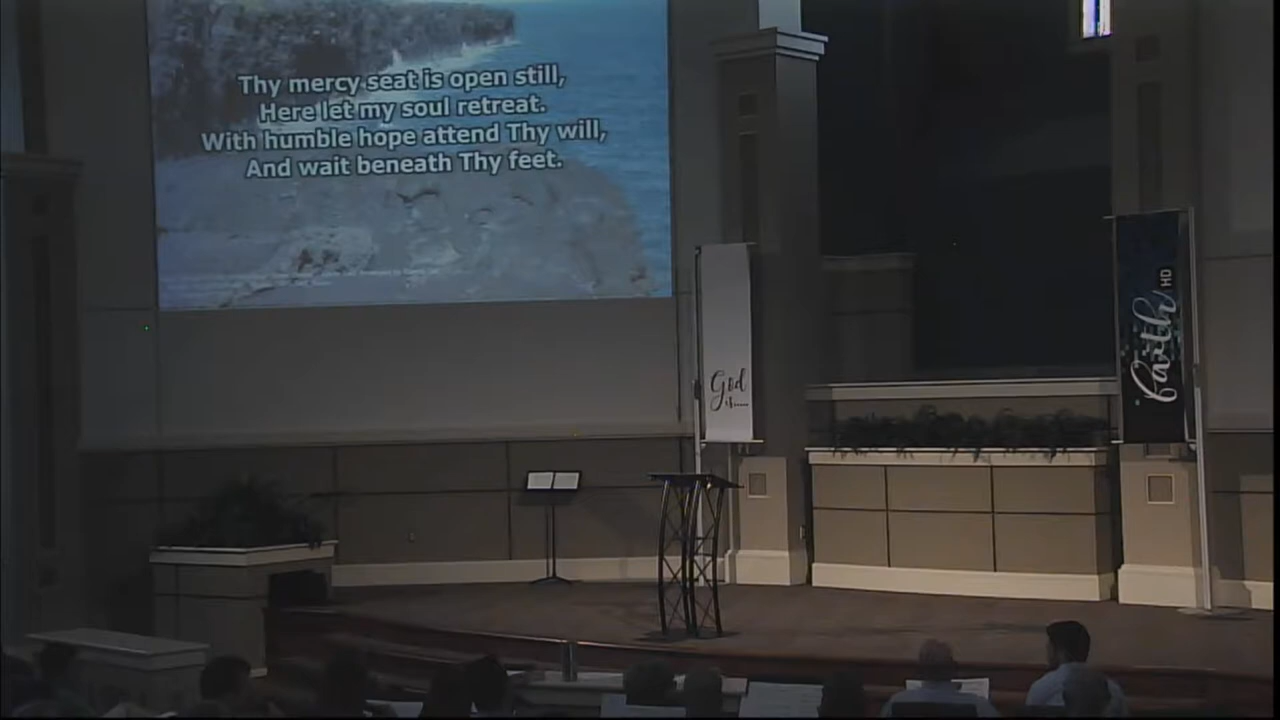 Thy mercy seat is open still,
Here let my soul retreat.
With humble hope attend Thy will,
And wait beneath Thy feet.
God
is.....
faith
HD